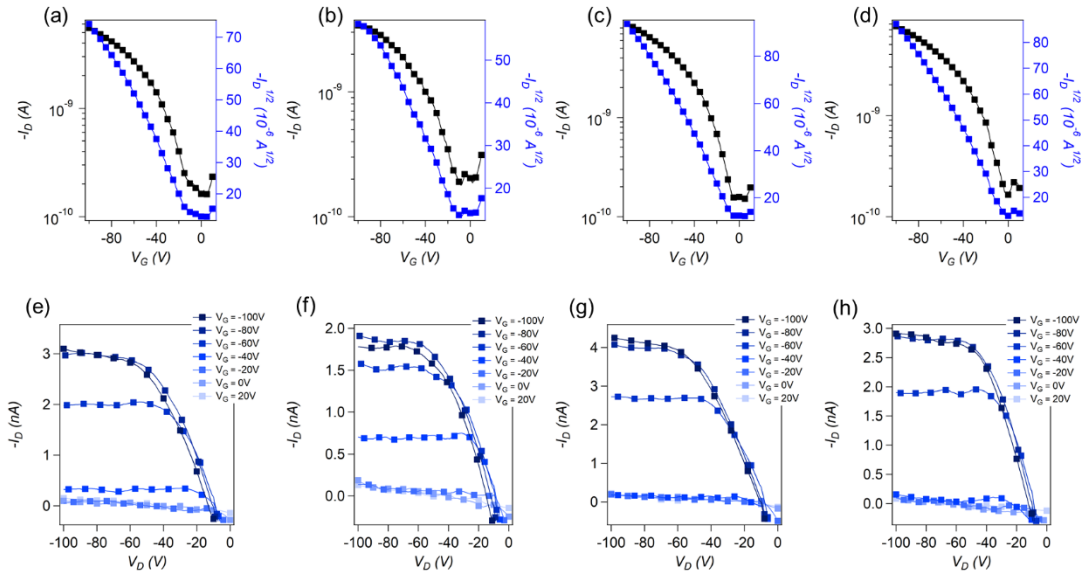 (a)
(b)
(c)
(d)
-I_D (A)
10^-9
10^-10
-80
-40
0
V_G (V)
70
60
50
40
30
20
-I_D^1/2 (10^-6 A^1/2)
-I_D (A)
10^-9
10^-10
-80
-40
0
V_G (V)
50
40
30
20
-I_D^1/2 (10^-6 A^1/2)
-I_D (A)
10^-9
10^-10
-80
-40
0
V_G (V)
80
60
40
20
-I_D^1/2 (10^-6 A^1/2)
-I_D (A)
10^-9
10^-10
-80
-40
0
V_G (V)
80
60
40
20
-I_D^1/2 (10^-6 A^1/2)
(e)
V_G = -100V
V_G = -80V
V_G = -60V
V_G = -40V
V_G = -20V
V_G = 0V
V_G = 20V
-I_D (nA)
3
2
1
0
-100
-80
-60
-40
-20
0
V_D (V)
(f)
V_G = -100V
V_G = -80V
V_G = -60V
V_G = -40V
V_G = -20V
V_G = 0V
V_G = 20V
-I_D (nA)
2.0
1.5
1.0
0.5
0.0
-100
-80
-60
-40
-20
0
V_D (V)
(g)
V_G = -100V
V_G = -80V
V_G = -60V
V_G = -40V
V_G = -20V
V_G = 0V
V_G = 20V
-I_D (nA)
4
3
2
1
0
-100
-80
-60
-40
-20
0
V_D (V)
(h)
V_G = -100V
V_G = -80V
V_G = -60V
V_G = -40V
V_G = -20V
V_G = 0V
V_G = 20V
-I_D (nA)
3.0
2.5
2.0
1.5
1.0
0.5
0.0
-100
-80
-60
-40
-20
0
V_D (V)